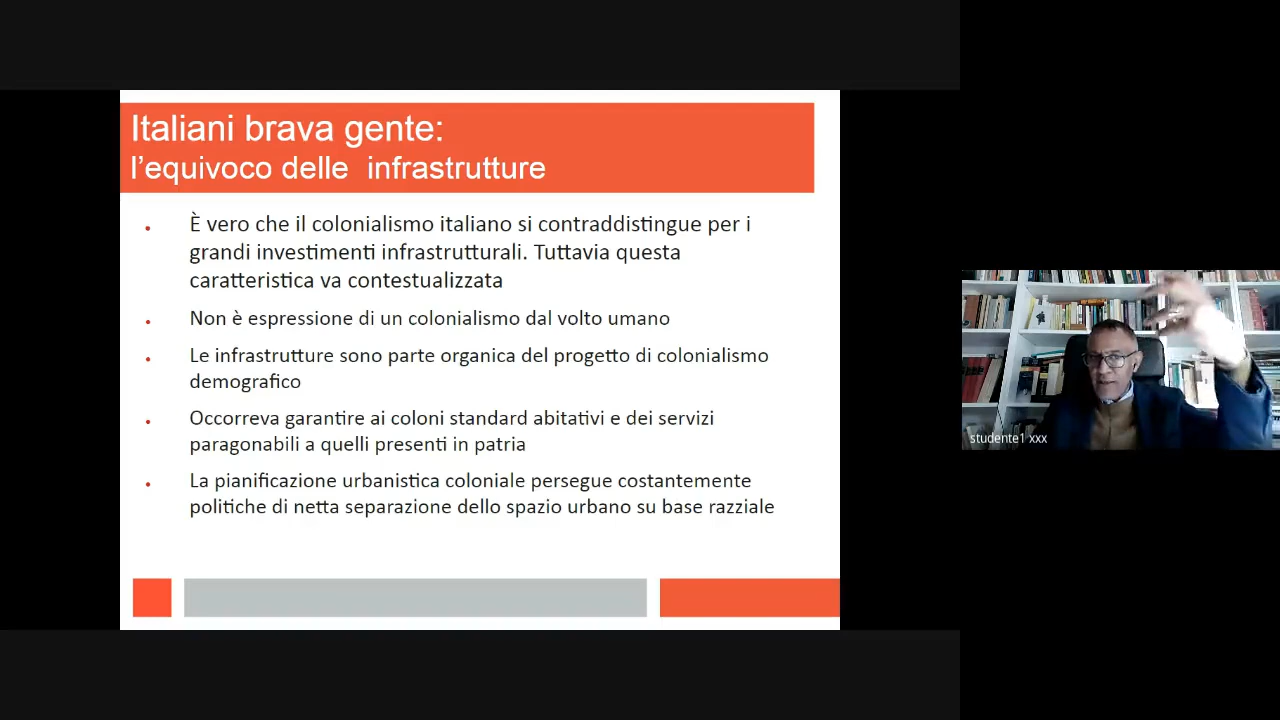 Italiani brava gente:
l’equivoco delle  infrastrutture
È vero che il colonialismo italiano si contraddistingue per i
grandi investimenti infrastrutturali. Tuttavia questa
caratteristica va contestualizzata
Non è espressione di un colonialismo dal volto umano
Le infrastrutture sono parte organica del progetto di colonialismo
demografico
Occorreva garantire ai coloni standard abitativi e dei servizi
paragonabili a quelli presenti in patria
La pianificazione urbanistica coloniale persegue costantemente
politiche di netta separazione dello spazio urbano su base razziale
studente1 xxx